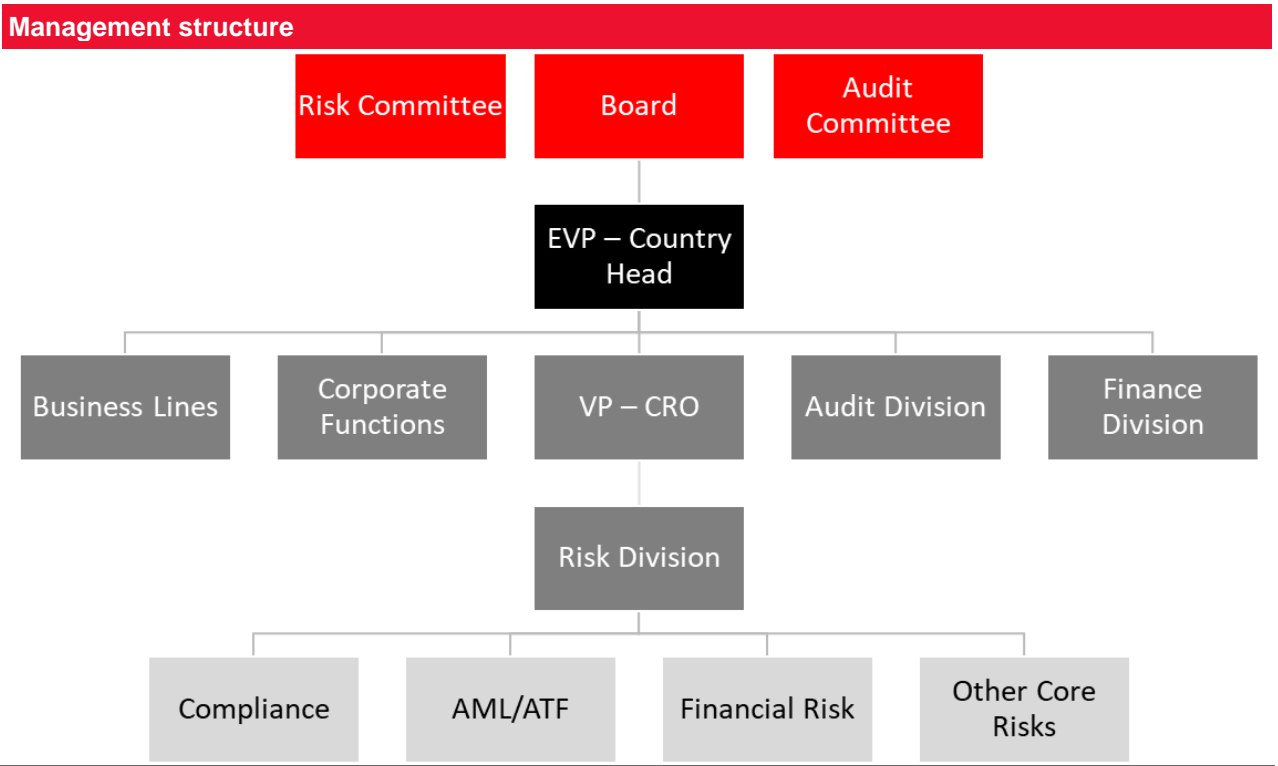 Management structure
Risk Committee
Board
Audit
Committee
EVP – Country
Head
Business Lines
Corporate
Functions
VP – CRO
Audit Division
Finance
Division
Risk Division
Compliance
AML/ATF
Financial Risk
Other Core
Risks